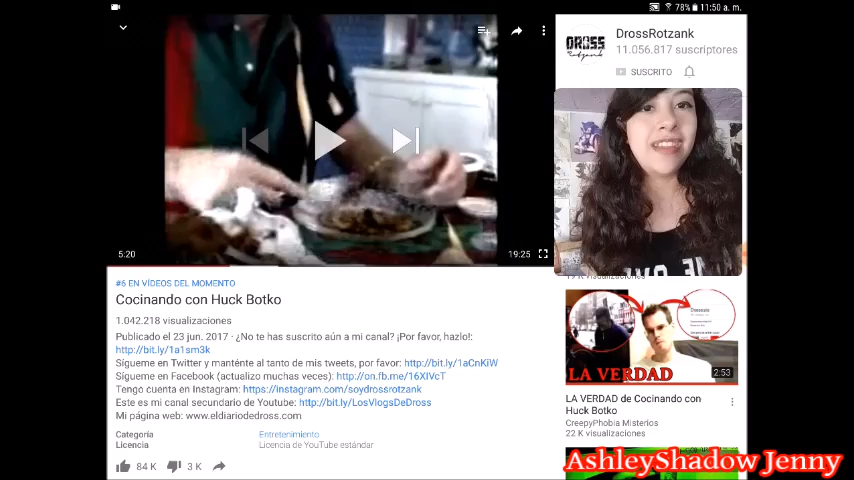 78% 11:50 a. m.
DROSS
DrossRotzank
11.056.817 suscriptores
SUSCRITO
5:20
19:25
#6 EN VÍDEOS DEL MOMENTO
Cocinando con Huck Botko
1.042.218 visualizaciones
Publicado el 23 jun. 2017 · ¿No te has suscrito aún a mi canal? ¡Por favor, hazlo!:
http://bit.ly/1a1sm3k
Sígueme en Twitter y manténte al tanto de mis tweets, por favor: http://bit.ly/1aCnKiW
Sígueme en Facebook (actualizo muchas veces): http://on.fb.me/16XIVcT
Tengo cuenta en Instagram: https://instagram.com/soydrossrotzank
Este es mi canal secundario de Youtube: http://bit.ly/LosVlogsDeDross
Mi página web: www.eldiariodedross.com
Categoría Entretenimiento
Licencia Licencia de YouTube estándar
84 K 3 K
LA VERDAD
2:53
LA VERDAD de Cocinando con
Huck Botko
CreepyPhobia Misterios
22 K visualizaciones
AshleyShadow Jenny